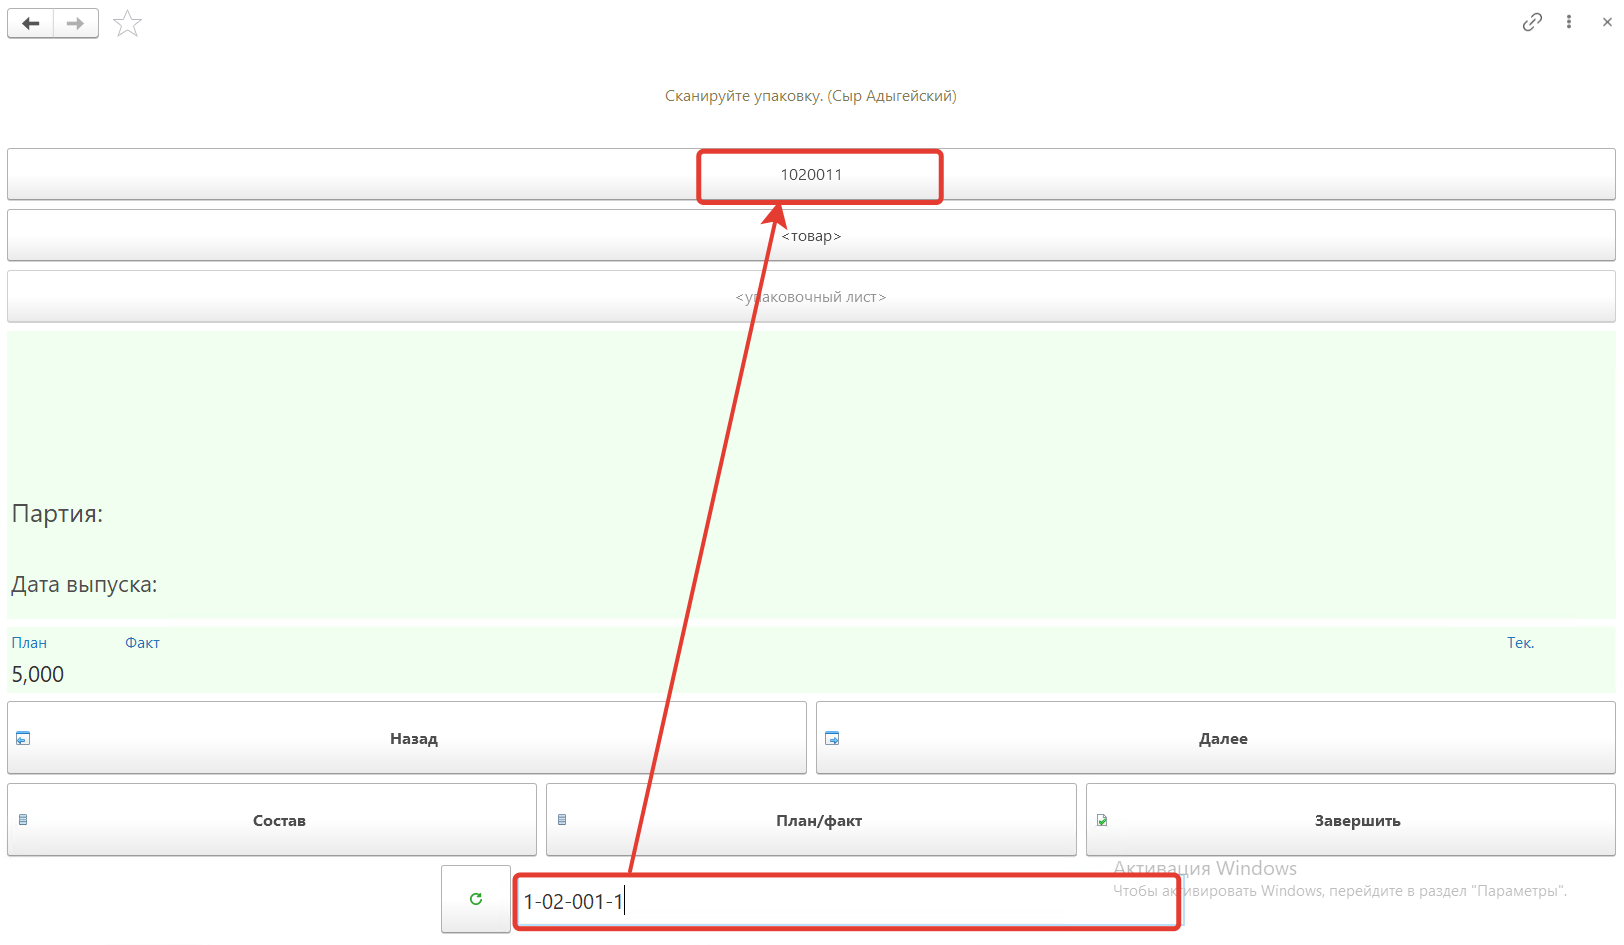 Сканируйте упаковку. (Сыр Адыгейский)
1020011
<товар>
<упаковочный лист>
Партия:
Дата выпуска:
План Факт Тек.
5,000
Назад Далее
Состав План/факт Завершить
Активация Windows
Чтобы активировать Windows, перейдите в раздел "Параметры".
1-02-001-1